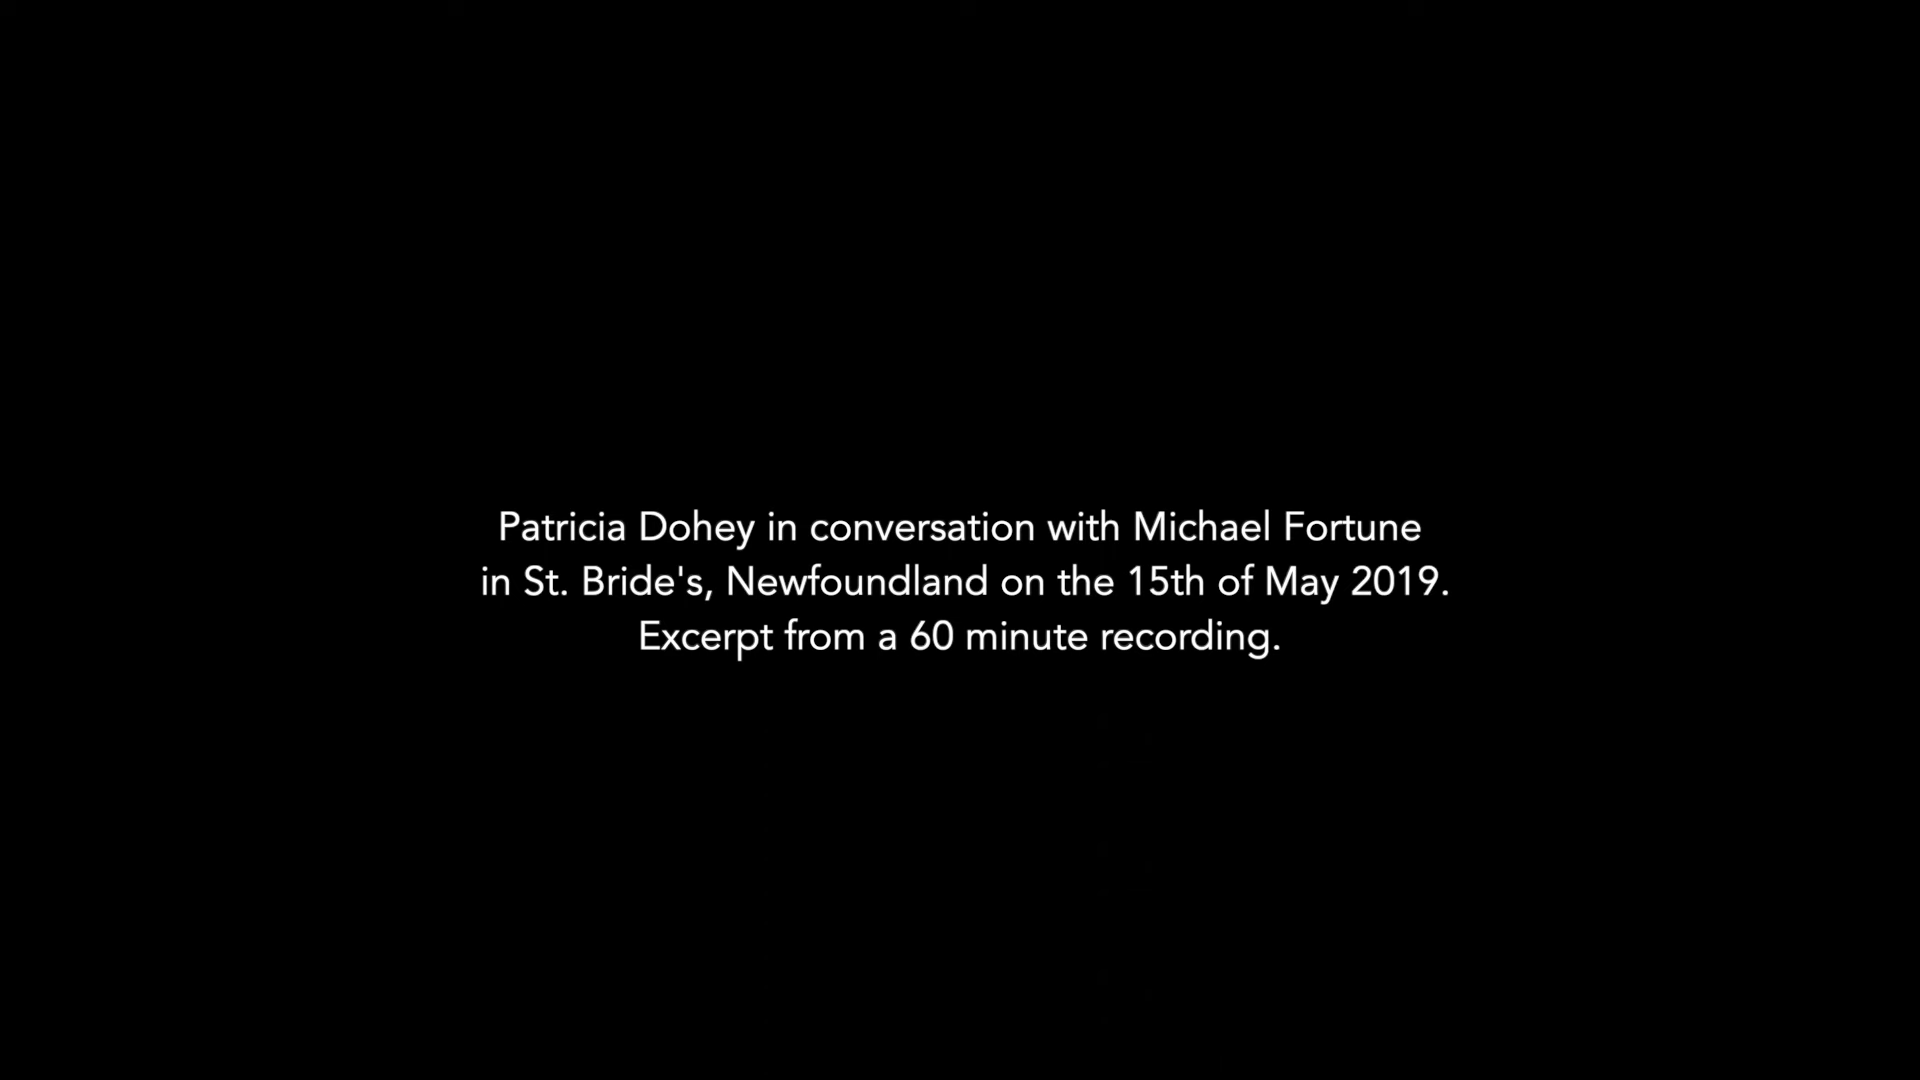 Patricia Dohey in conversation with Michael Fortune
in St. Bride's, Newfoundland on the 15th of May 2019.
Excerpt from a 60 minute recording.